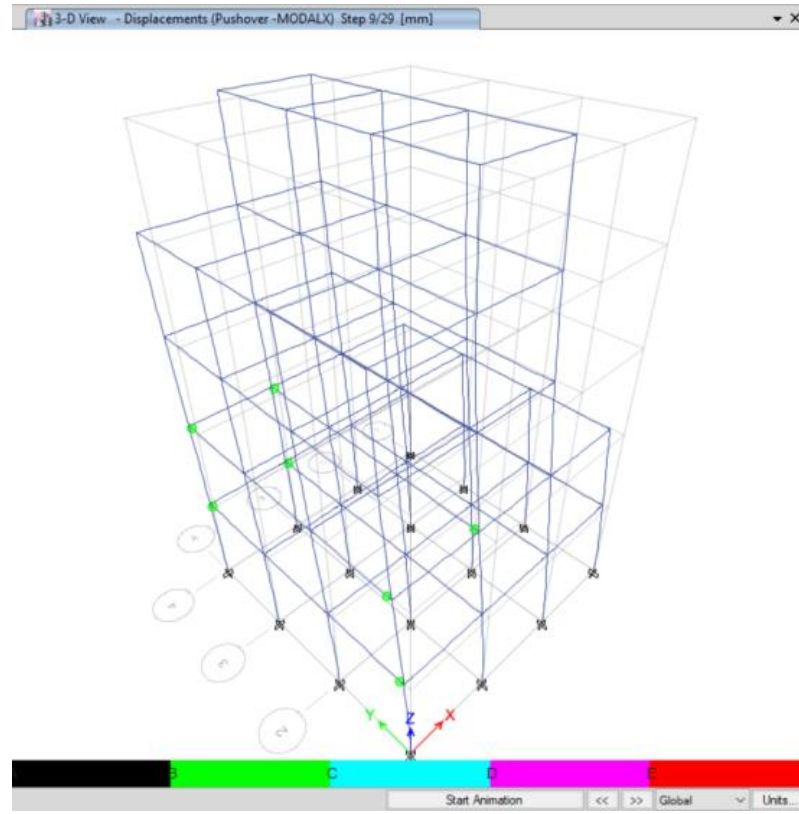 3-D View - Displacements (Pushover -MODALX) Step 9/29 [mm]
Y
Z
X
B
C
D
E
Start Animation
<<
>>
Global
Units...